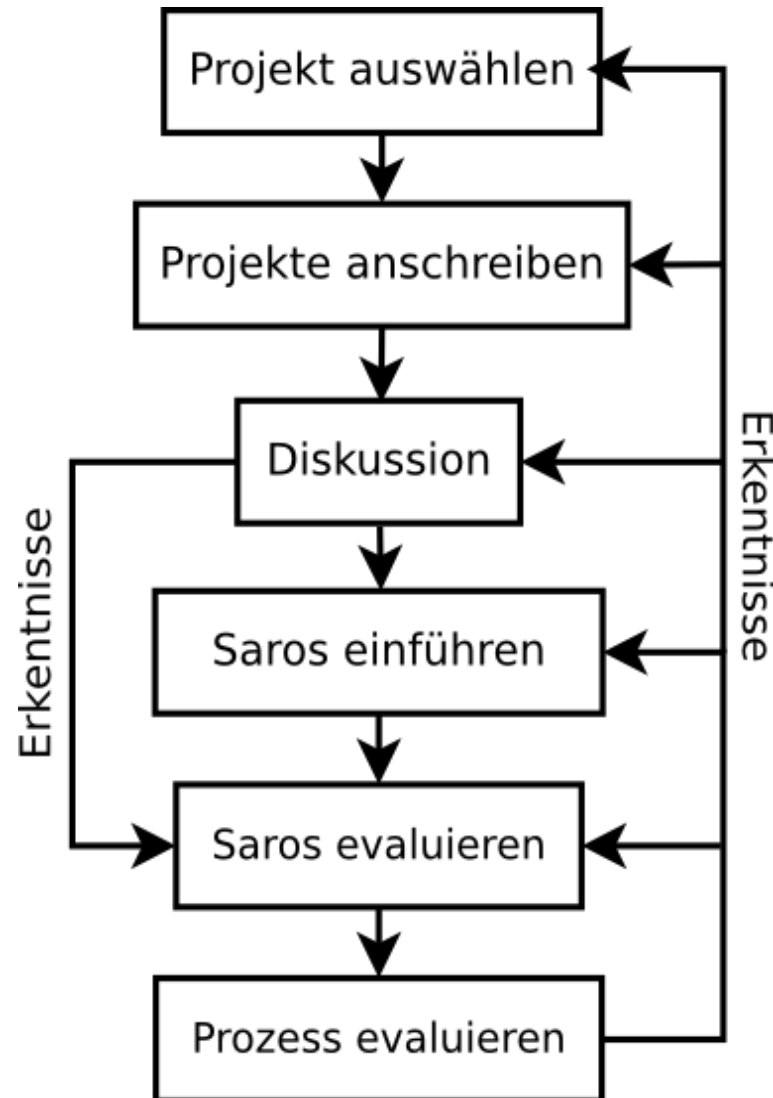 Projekt auswählen
Projekte anschreiben
Diskussion
Saros einführen
Saros evaluieren
Prozess evaluieren
Erkentnisse
Erkentnisse